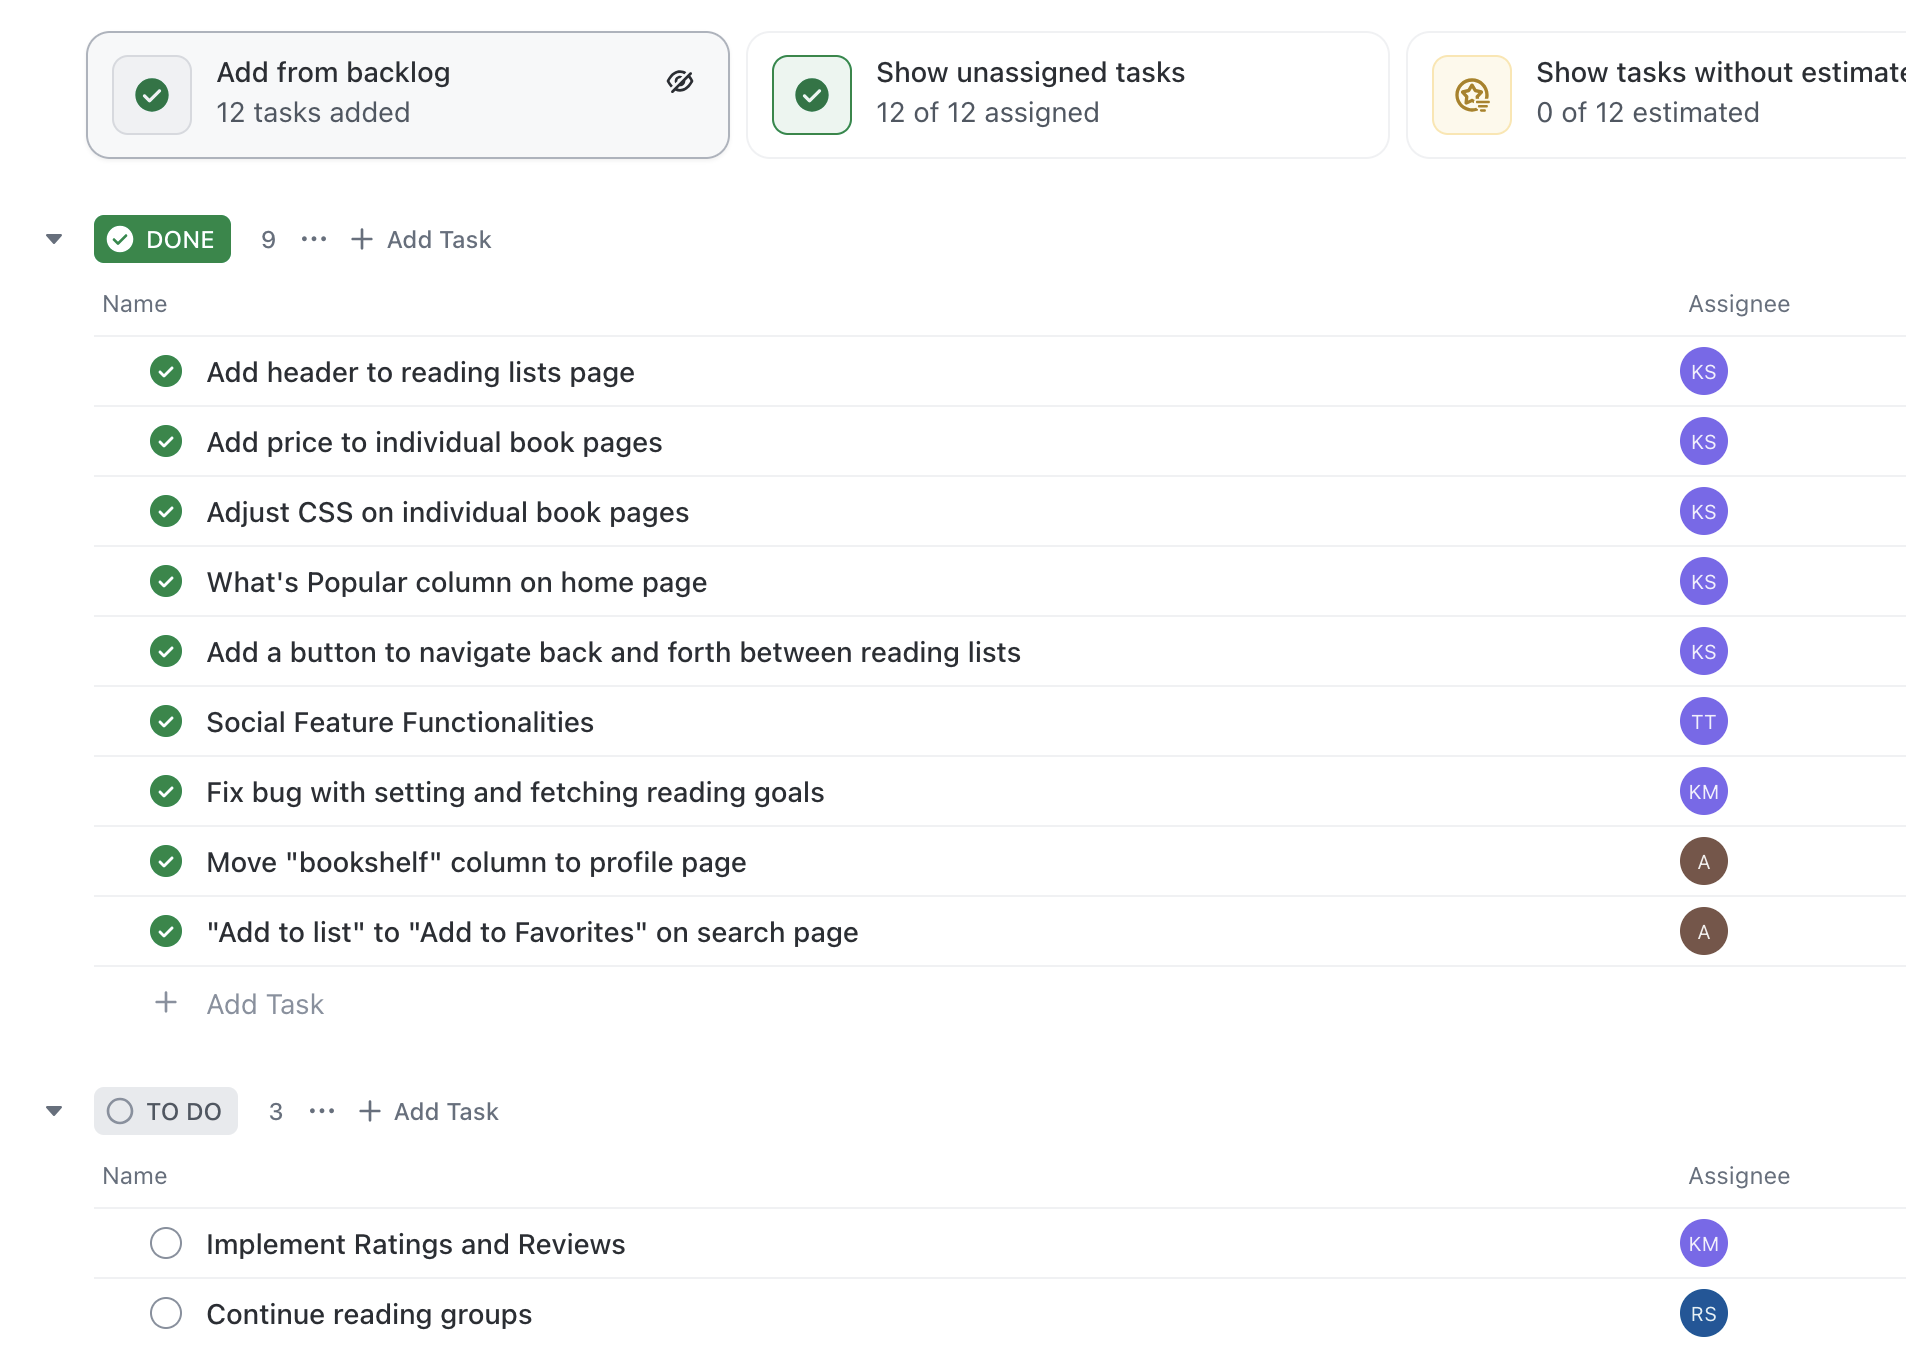 Add from backlog
12 tasks added
Show unassigned tasks
12 of 12 assigned
Show tasks without estimate
0 of 12 estimated
DONE 9 ... + Add Task
Name Assignee
Add header to reading lists page KS
Add price to individual book pages KS
Adjust CSS on individual book pages KS
What's Popular column on home page KS
Add a button to navigate back and forth between reading lists KS
Social Feature Functionalities TT
Fix bug with setting and fetching reading goals KM
Move "bookshelf" column to profile page A
"Add to list" to "Add to Favorites" on search page A
+ Add Task
TO DO 3 ... + Add Task
Name Assignee
Implement Ratings and Reviews KM
Continue reading groups RS